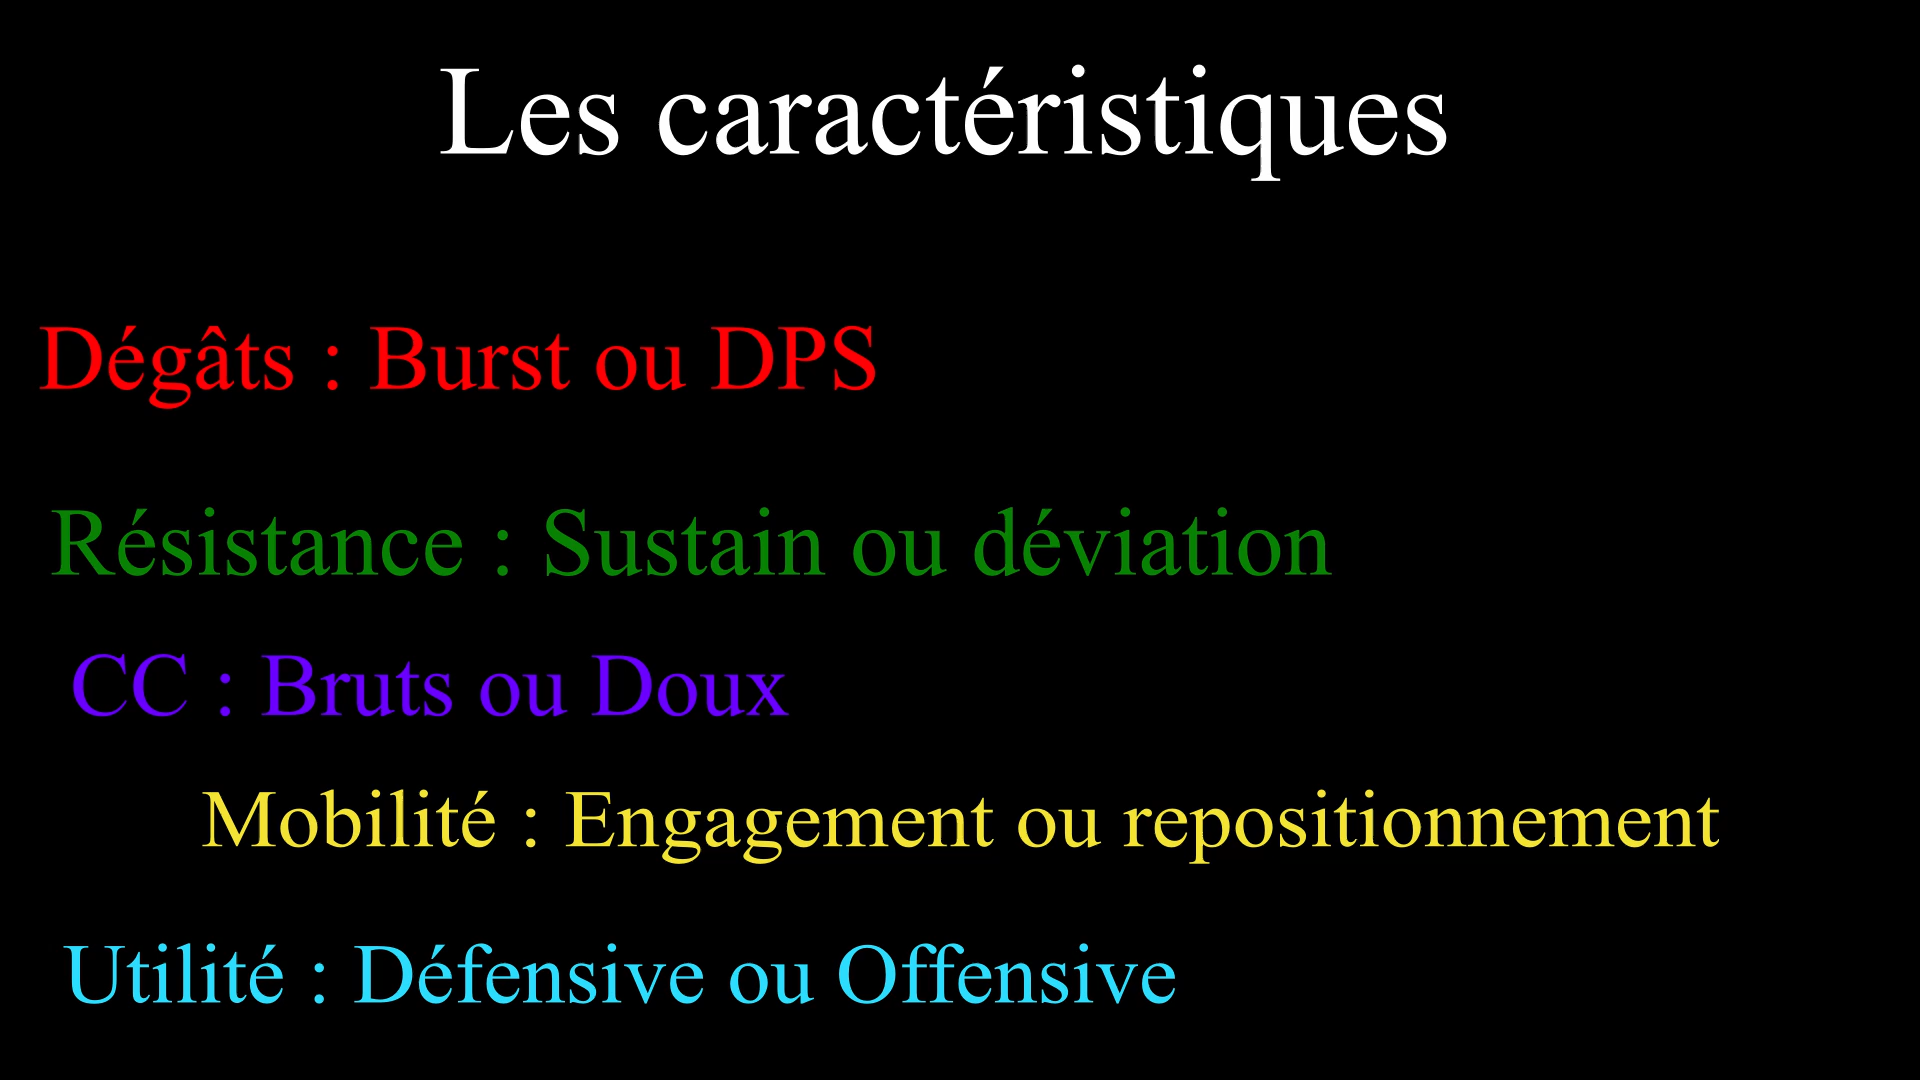 Les caractéristiques
Dégâts : Burst ou DPS
Résistance : Sustain ou déviation
CC : Bruts ou Doux
Mobilité : Engagement ou repositionnement
Utilité : Défensive ou Offensive